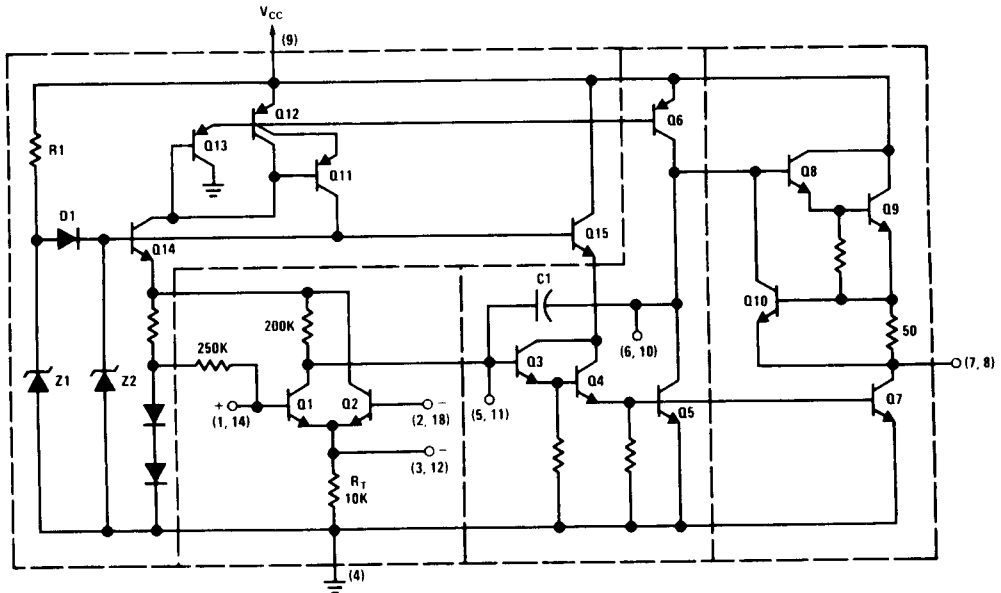 VCC
(9)
Q12
Q6
R1
Q13
Q11
Q8
D1
Q9
Q14
Q15
C1
Q10
200K
50
250K
(6, 10)
Q3
(7, 8)
Z1
Z2
Q4
+
Q1
Q2
−
Q5
Q7
(1, 14)
(2, 18)
(5, 11)
−
(3, 12)
RT
10K
(4)